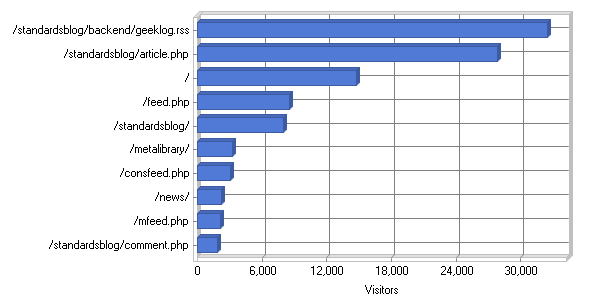 /standardsblog/backend/geeklog.rss
/standardsblog/article.php
/
/feed.php
/standardsblog/
/metalibrary/
/consfeed.php
/news/
/mfeed.php
/standardsblog/comment.php
0 6,000 12,000 18,000 24,000 30,000
Visitors